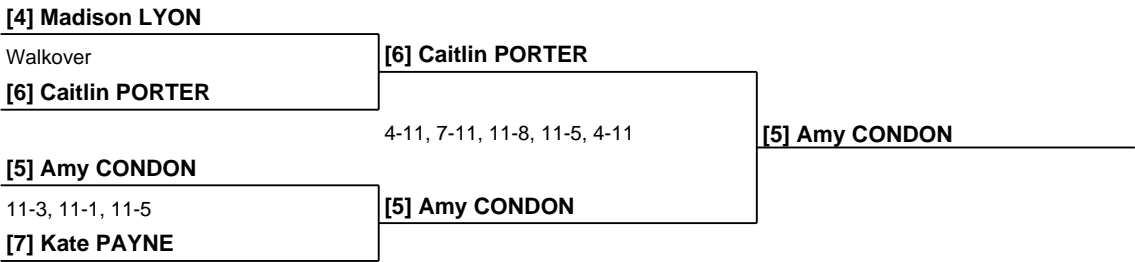 [4] Madison LYON
Walkover
[6] Caitlin PORTER
[6] Caitlin PORTER
4-11, 7-11, 11-8, 11-5, 4-11
[5] Amy CONDON
[5] Amy CONDON
11-3, 11-1, 11-5
[5] Amy CONDON
[7] Kate PAYNE